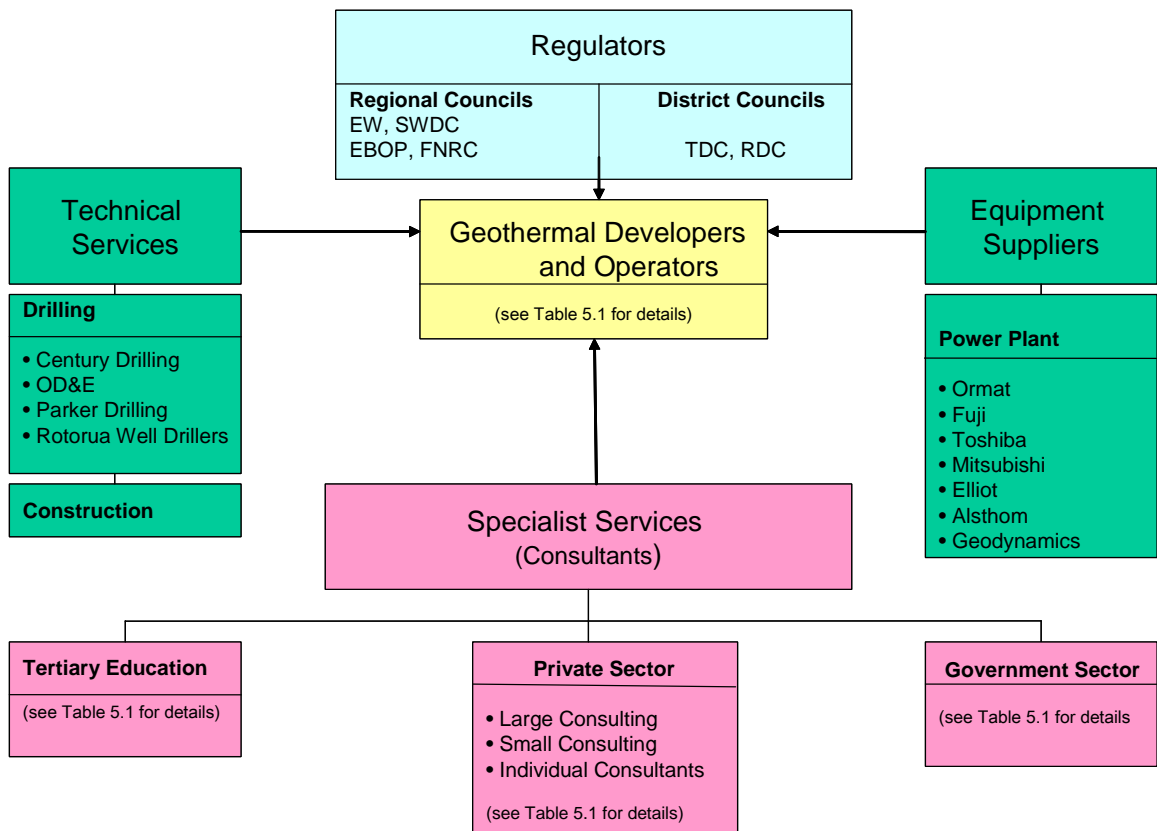 Regulators
Regional Councils
EW, SWDC
EBOP, FNRC
District Councils
TDC, RDC
Technical
Services
Geothermal Developers
and Operators
(see Table 5.1 for details)
Equipment
Suppliers
Drilling
• Century Drilling
• OD&E
• Parker Drilling
• Rotorua Well Drillers
Construction
Power Plant
• Ormat
• Fuji
• Toshiba
• Mitsubishi
• Elliot
• Alsthom
• Geodynamics
Specialist Services
(Consultants)
Tertiary Education
(see Table 5.1 for details)
Private Sector
• Large Consulting
• Small Consulting
• Individual Consultants
(see Table 5.1 for details)
Government Sector
(see Table 5.1 for details